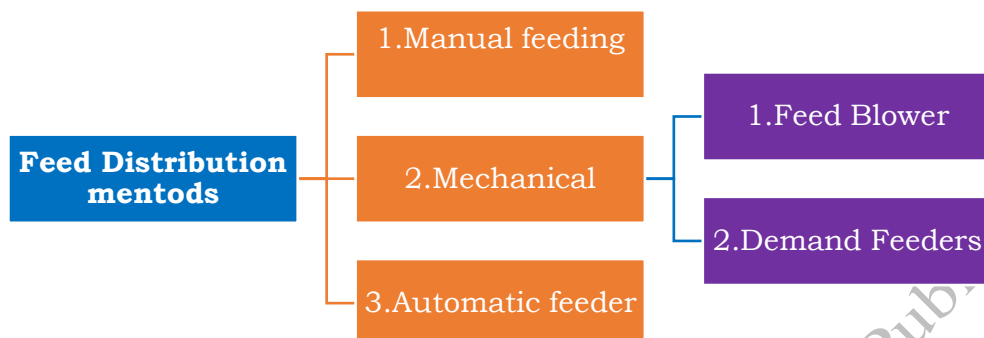 1.Manual feeding
Feed Distribution
mentods
2.Mechanical
3.Automatic feeder
1.Feed Blower
2.Demand Feeders